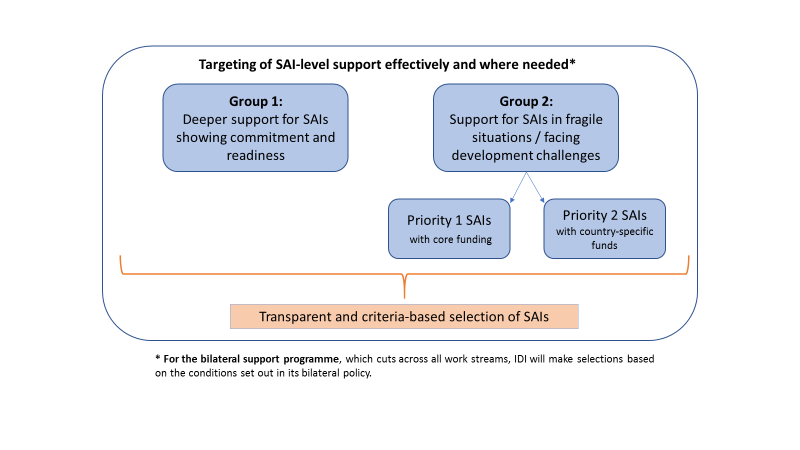 Targeting of SAI-level support effectively and where needed*
Group 1:
Deeper support for SAIs
showing commitment and
readiness
Group 2:
Support for SAIs in fragile
situations / facing
development challenges
Priority 1 SAIs
with core funding
Priority 2 SAIs
with country-specific
funds
Transparent and criteria-based selection of SAIs
* For the bilateral support programme, which cuts across all work streams, IDI will make selections based
on the conditions set out in its bilateral policy.